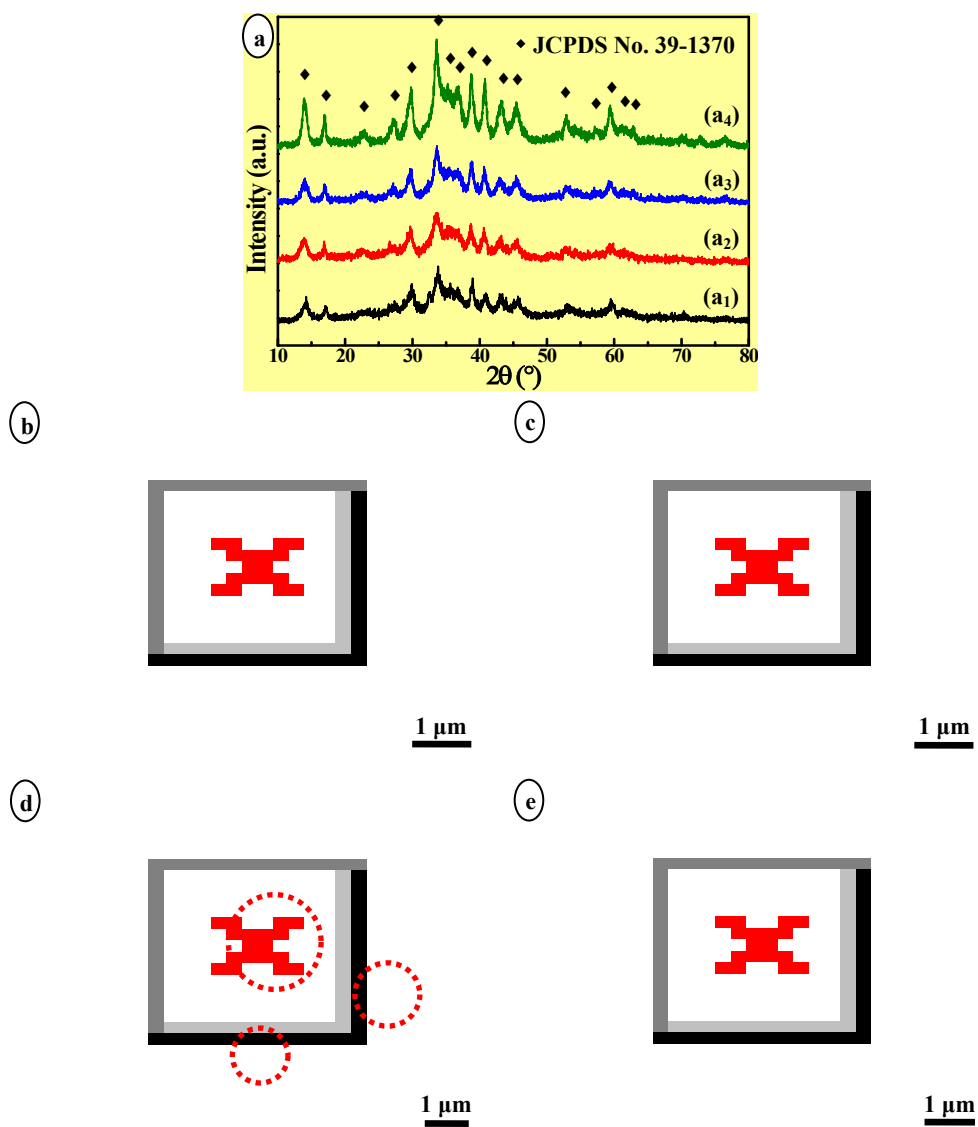 a
◆ JCPDS No. 39-1370
(a4)
(a3)
(a2)
(a1)
Intensity (a.u.)
10 20 30 40 50 60 70 80
2θ (°)
b
c
1 μm
1 μm
d
e
1 μm
1 μm